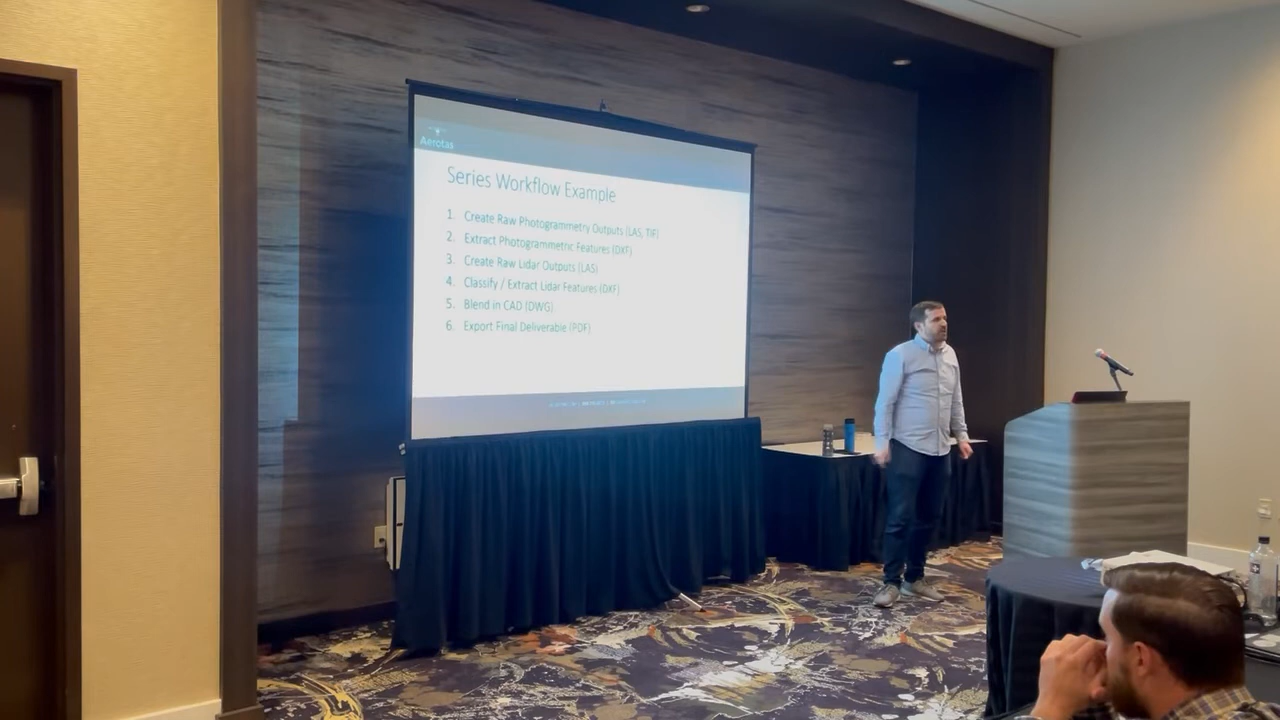 Aerotas
Series Workflow Example
1. Create Raw Photogrammetry Outputs (LAS, TIF)
2. Extract Photogrammetric Features (DXF)
3. Create Raw Lidar Outputs (LAS)
4. Classify / Extract Lidar Features (DXF)
5. Blend in CAD (DWG)
6. Export Final Deliverable (PDF)